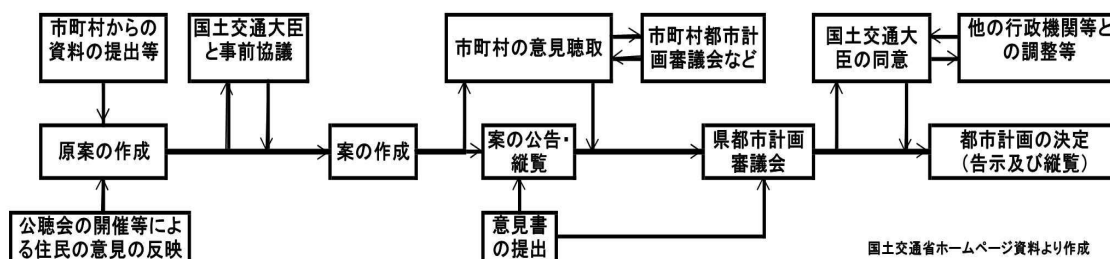 市町村からの
資料の提出等
国土交通大臣
と事前協議
市町村の意見聴取
市町村都市計
画審議会など
国土交通大
臣の同意
他の行政機関等と
の調整等
原案の作成
案の作成
案の公告・
縦覧
県都市計画
審議会
都市計画の決定
(告示及び縦覧)
公聴会の開催等によ
る住民の意見の反映
意見書
の提出
国土交通省ホームページ資料より作成